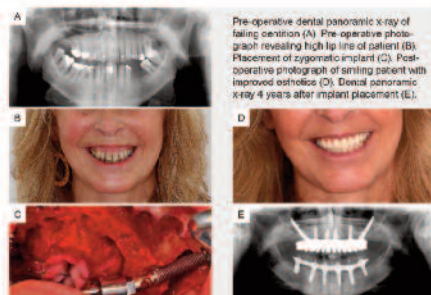 A
Pre-operative dental panoramic x-ray of
failing dentition (A). Pre-operative photo-
graph revealing high lip line of patient (B).
Placement of zygomatic implant (C). Post-
operative photograph of smiling patient with
improved esthetics (D). Dental panoramic
x-ray 4 years after implant placement (E).
B
D
C
E